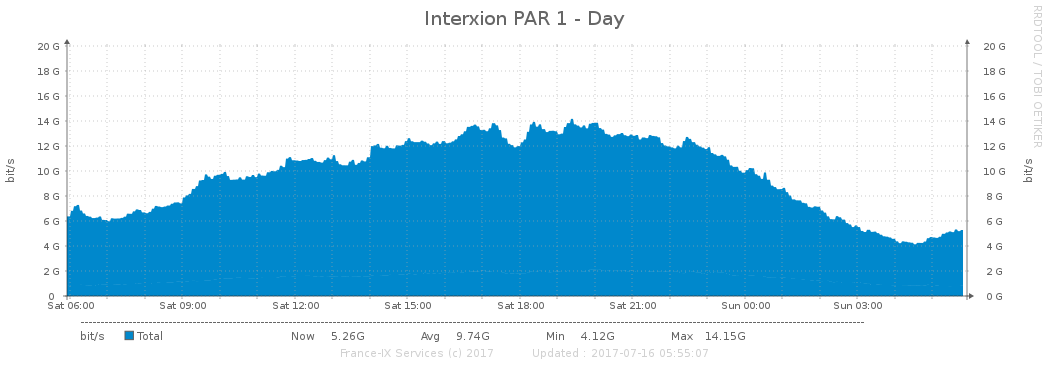 Interxion PAR 1 - Day
RRDTOOL / TOBI OETIKER
20 G 20 G
18 G 18 G
16 G 16 G
14 G 14 G
12 G 12 G
10 G 10 G
8 G 8 G
6 G 6 G
4 G 4 G
2 G 2 G
0 0 G
bit/s bit/s
Sat 06:00 Sat 09:00 Sat 12:00 Sat 15:00 Sat 18:00 Sat 21:00 Sun 00:00 Sun 03:00
bit/s Total Now 5.26G Avg 9.74G Min 4.12G Max 14.15G
France-IX Services (c) 2017 Updated : 2017-07-16 05:55:07